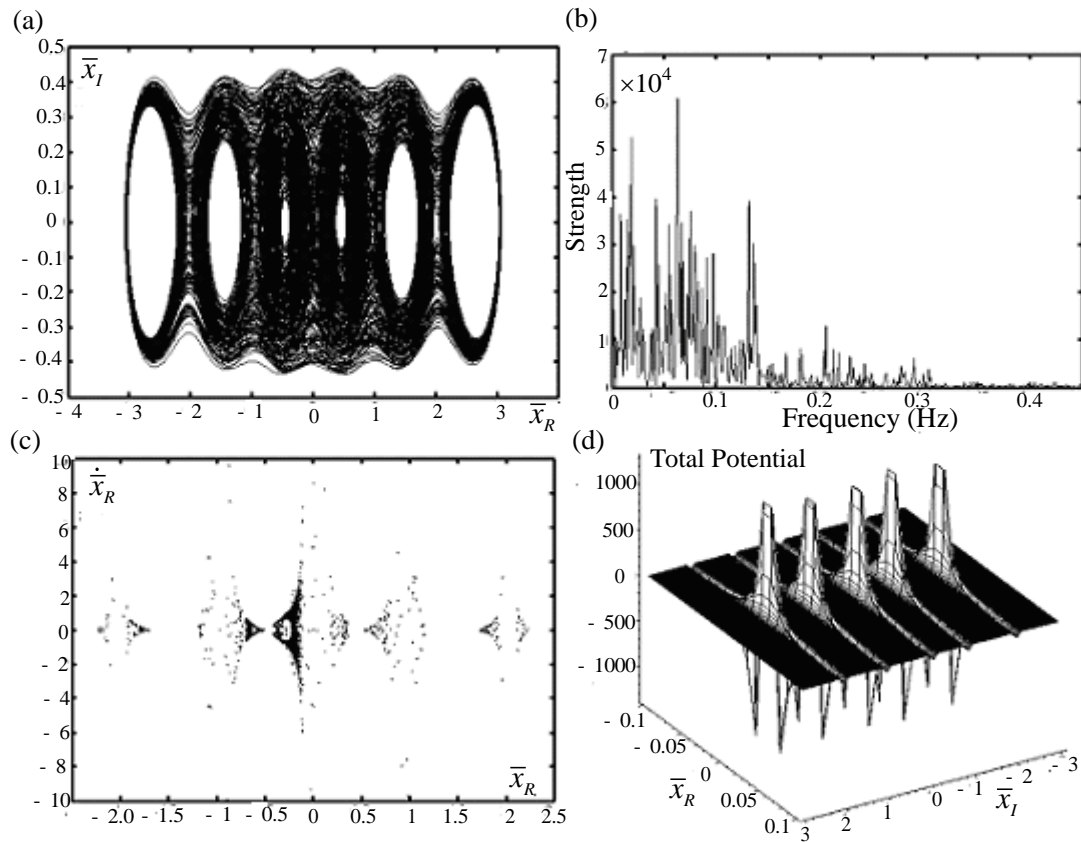 (a)
0.5
0.4
0.3
0.2
0.1
0
- 0.1
- 0.2
- 0.3
- 0.4
- 0.5
x̅_I
- 4 - 3 - 2 - 1 0 1 2 3
x̅_R
(b)
7
6
5
4
3
2
1
×10⁴
Strength
0 0.1 0.2 0.3 0.4
Frequency (Hz)
(c)
10
8
6
4
2
0
- 2
- 4
- 6
- 8
- 10
ẋ̅_R
x̅_R
- 2.0 - 1.5 - 1 - 0.5 0 0.5 1 1.5 2.0 2.5
(d)
Total Potential
1000
500
0
- 500
- 1000
- 0.1
- 0.05
0
0.05
0.1
x̅_R
3 2 1 0 - 1 - 2 - 3
x̅_I